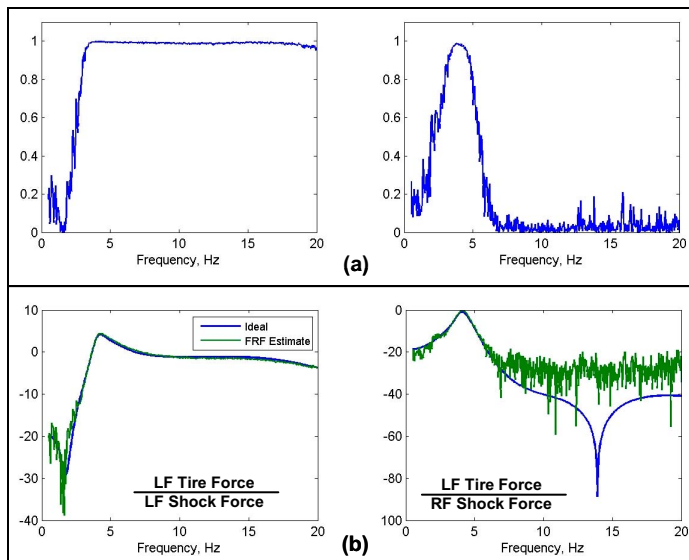 1
0.8
0.6
0.4
0.2
0
0 5 10 15 20
Frequency, Hz
1
0.8
0.6
0.4
0.2
0
0 5 10 15 20
Frequency, Hz
(a)
10
0
-10
-20
-30
-40
0 5 10 15 20
Frequency, Hz
Ideal
FRF Estimate
LF Tire Force
LF Shock Force
0
-20
-40
-60
-80
100
0 5 10 15 20
Frequency, Hz
LF Tire Force
RF Shock Force
(b)